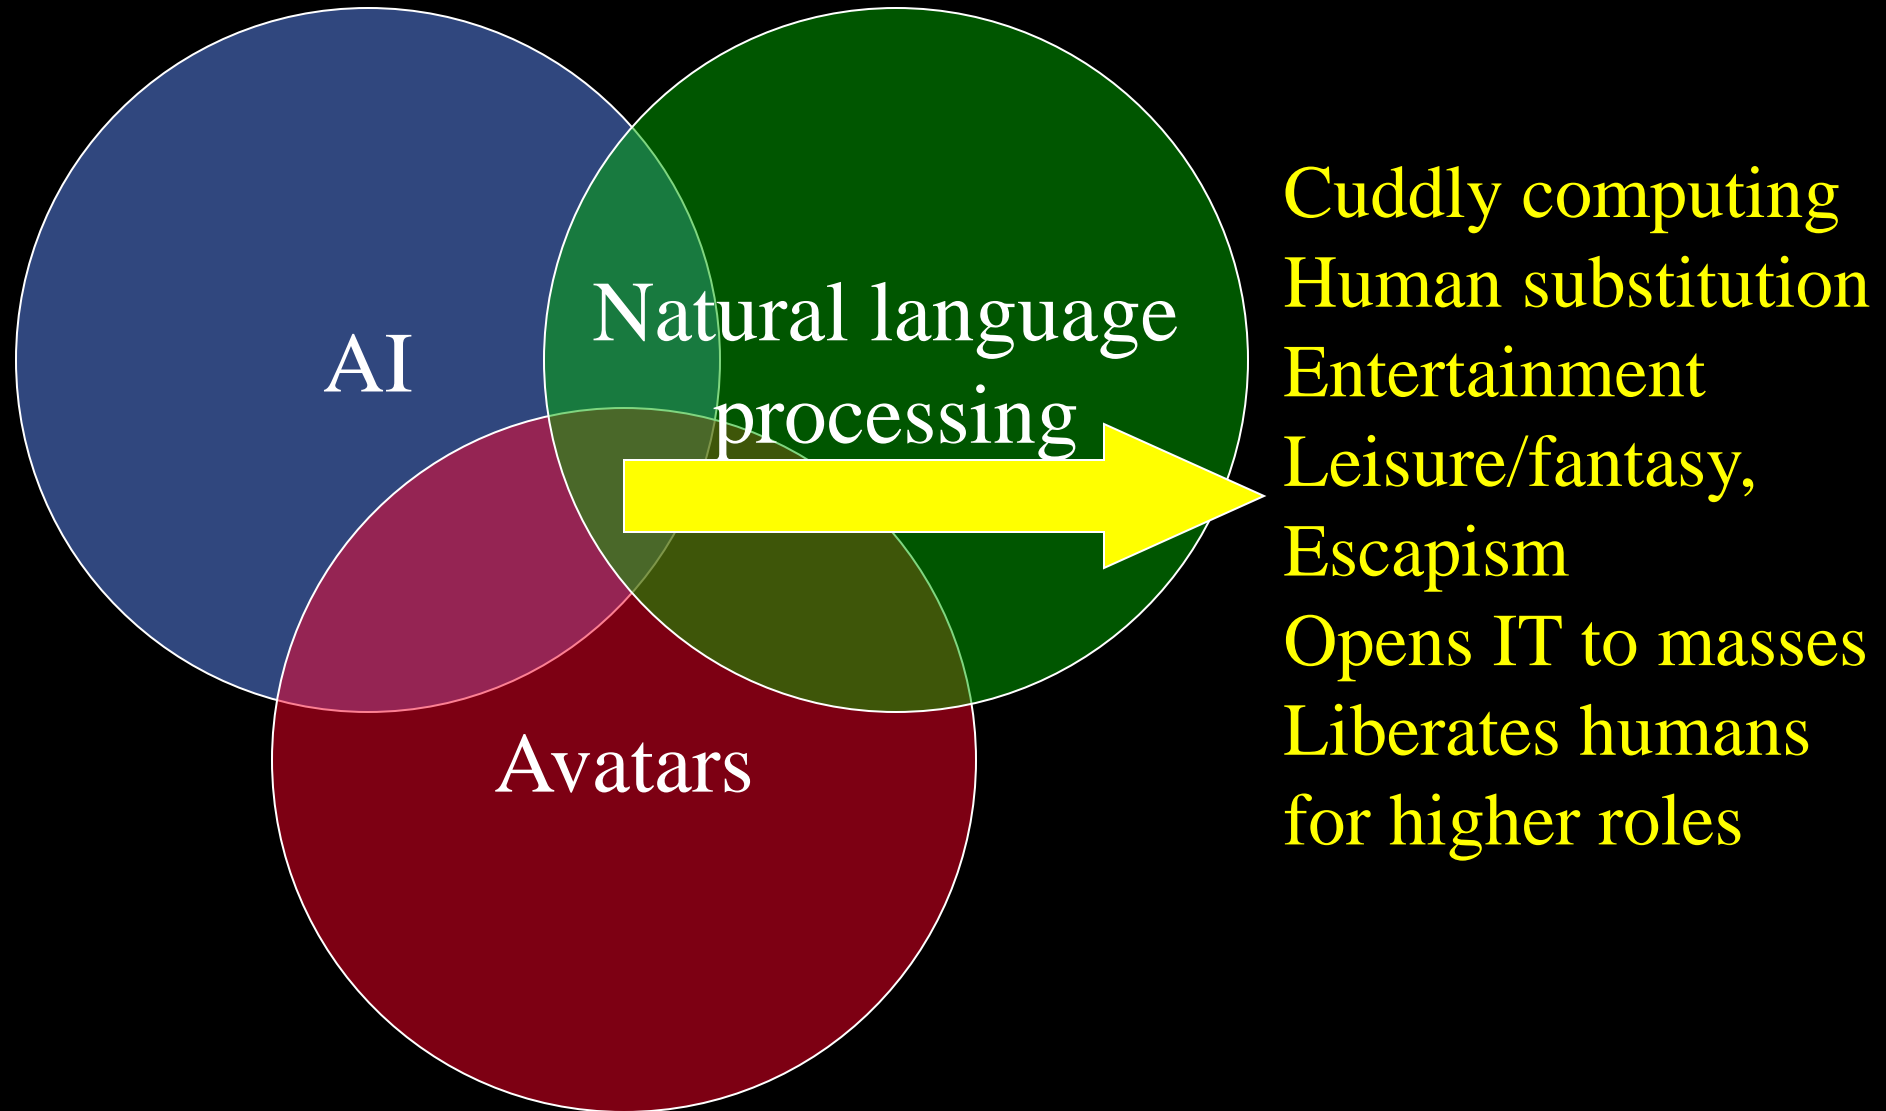 AI
Natural language
processing
Avatars
Cuddly computing
Human substitution
Entertainment
Leisure/fantasy,
Escapism
Opens IT to masses
Liberates humans
for higher roles